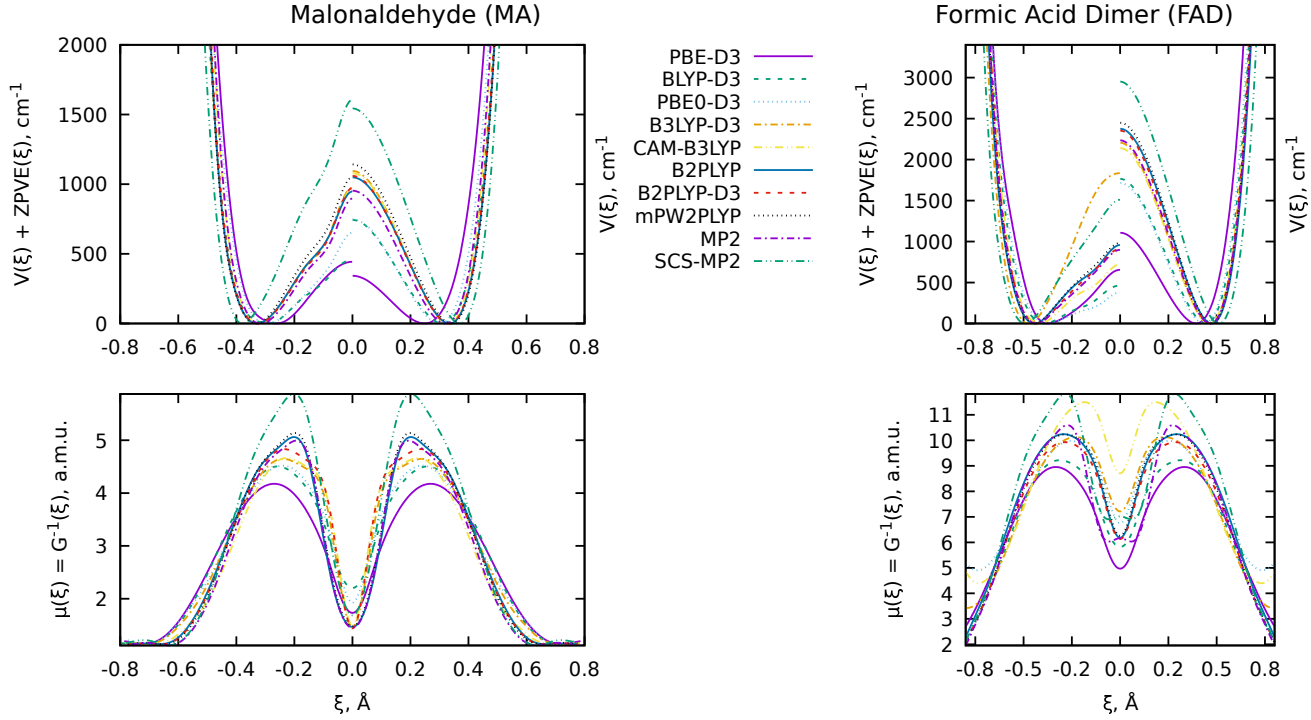 Malonaldehyde (MA)
Formic Acid Dimer (FAD)
V(ξ) + ZPVE(ξ), cm⁻¹
2000
1500
1000
500
0
-0.8 -0.6 -0.4 -0.2 0.0 0.2 0.4 0.6 0.8
V(ξ), cm⁻¹
PBE-D3
BLYP-D3
PBE0-D3
B3LYP-D3
CAM-B3LYP
B2PLYP
B2PLYP-D3
mPW2PLYP
MP2
SCS-MP2
V(ξ) + ZPVE(ξ), cm⁻¹
3000
2500
2000
1500
1000
500
0
-0.8 -0.5 -0.2 0.0 0.2 0.5 0.8
V(ξ), cm⁻¹
μ(ξ) = G⁻¹(ξ), a.m.u.
5
4
3
2
-0.8 -0.6 -0.4 -0.2 0.0 0.2 0.4 0.6 0.8
ξ, Å
μ(ξ) = G⁻¹(ξ), a.m.u.
11
10
9
8
7
6
5
4
3
2
-0.8 -0.5 -0.2 0.0 0.2 0.5 0.8
ξ, Å